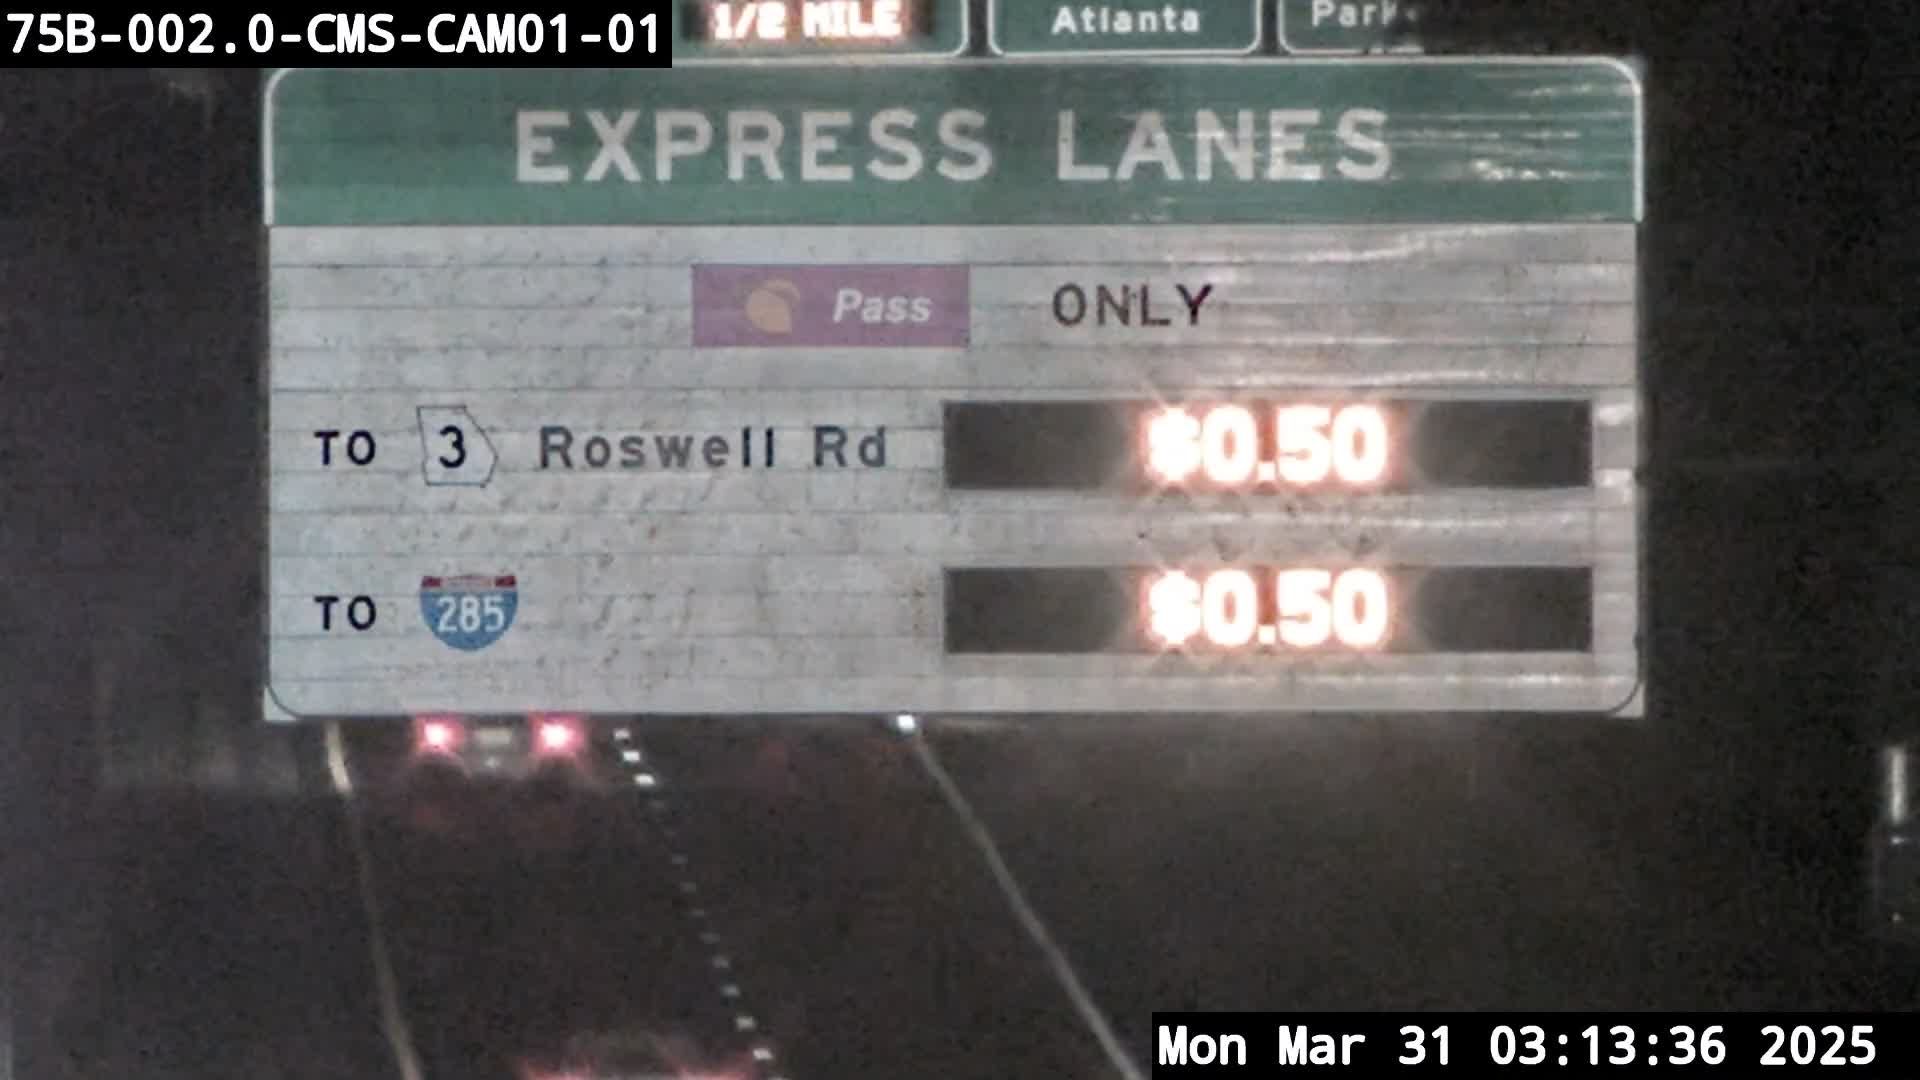 75B-002.0-CMS-CAM01-01
1/2 MILE
Atlanta
EXPRESS LANES
Pass ONLY
TO 3 Roswell Rd $0.50
TO 285 $0.50
Mon Mar 31 03:13:36 2025